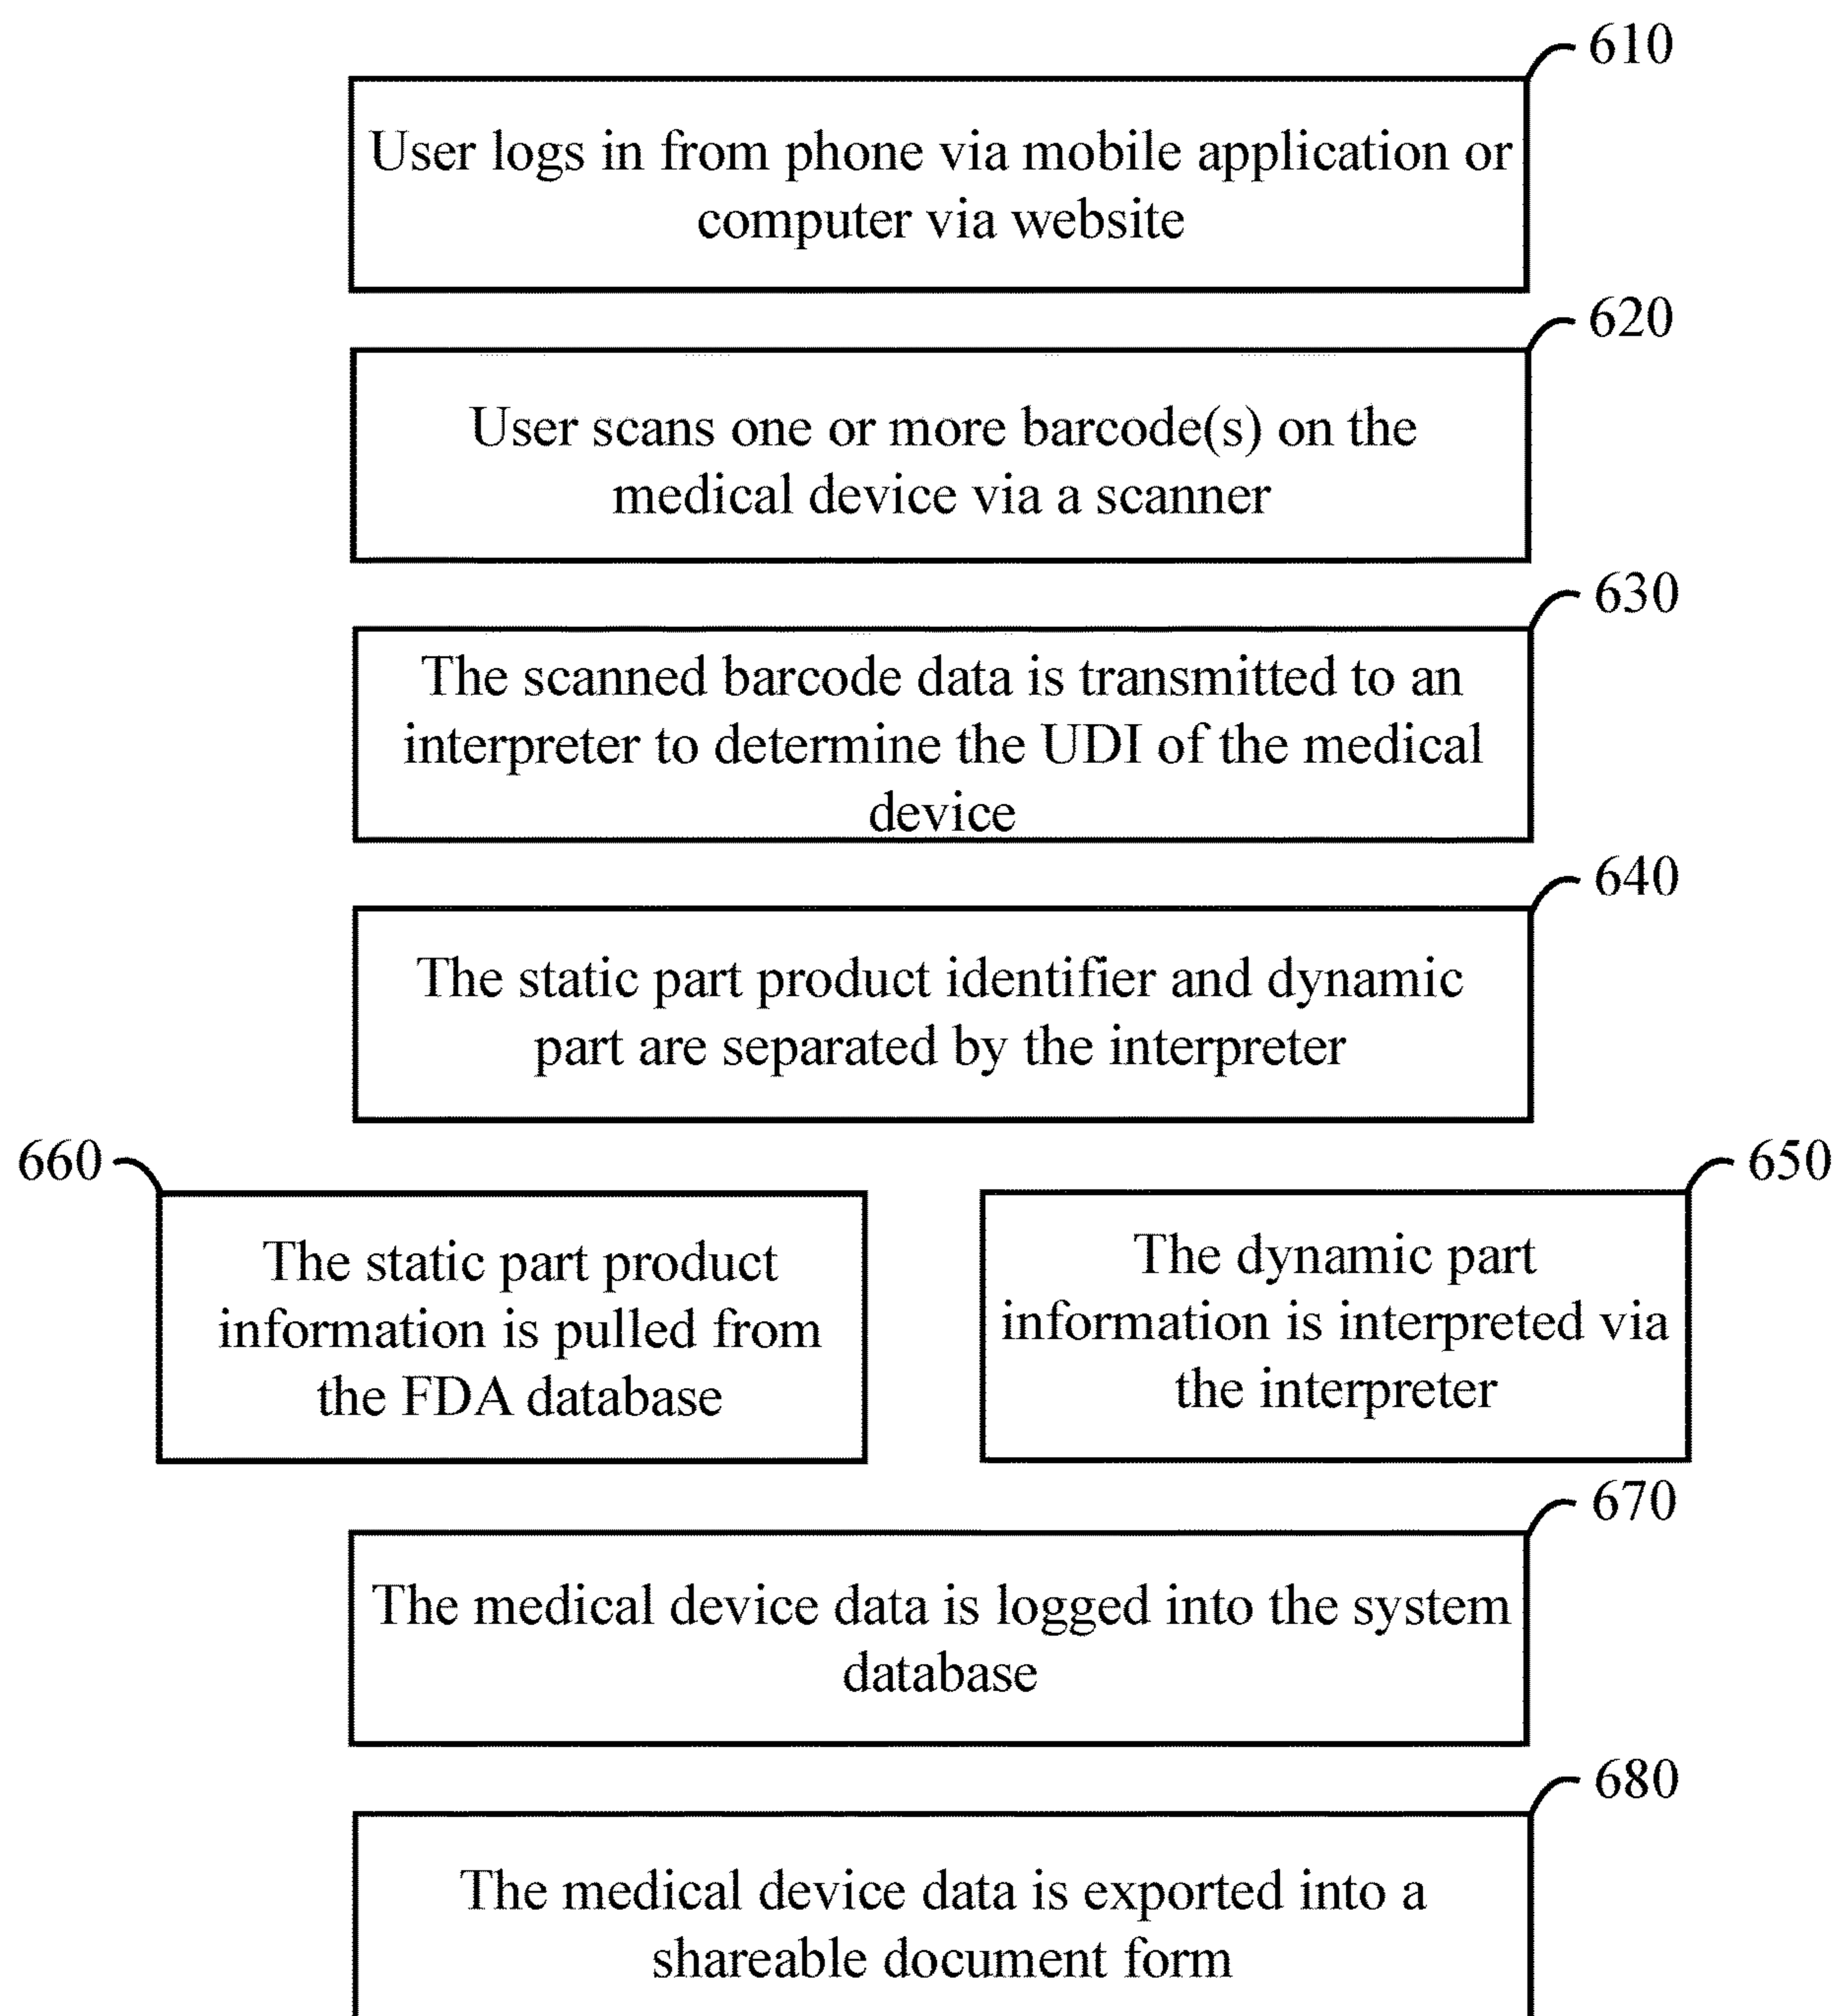 610
User logs in from phone via mobile application or
computer via website
620
User scans one or more barcode(s) on the
medical device via a scanner
630
The scanned barcode data is transmitted to an
interpreter to determine the UDI of the medical
device
640
The static part product identifier and dynamic
part are separated by the interpreter
660
The static part product
information is pulled from
the FDA database
650
The dynamic part
information is interpreted via
the interpreter
670
The medical device data is logged into the system
database
680
The medical device data is exported into a
shareable document form